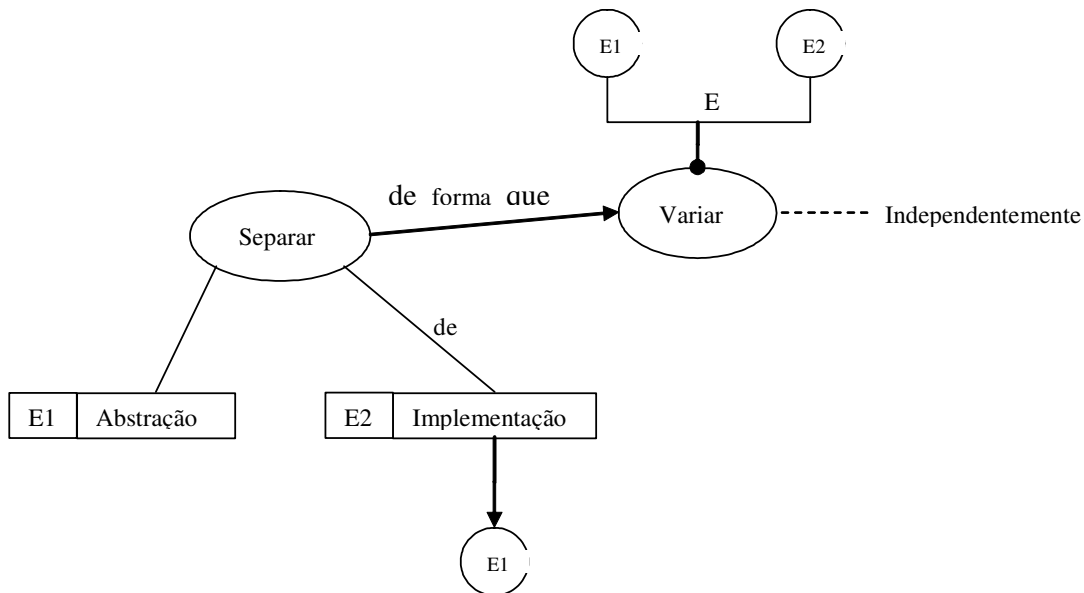 E1
E2
E
de forma que
Separar
Variar
Independentemente
de
E1 Abstração
E2 Implementação
E1